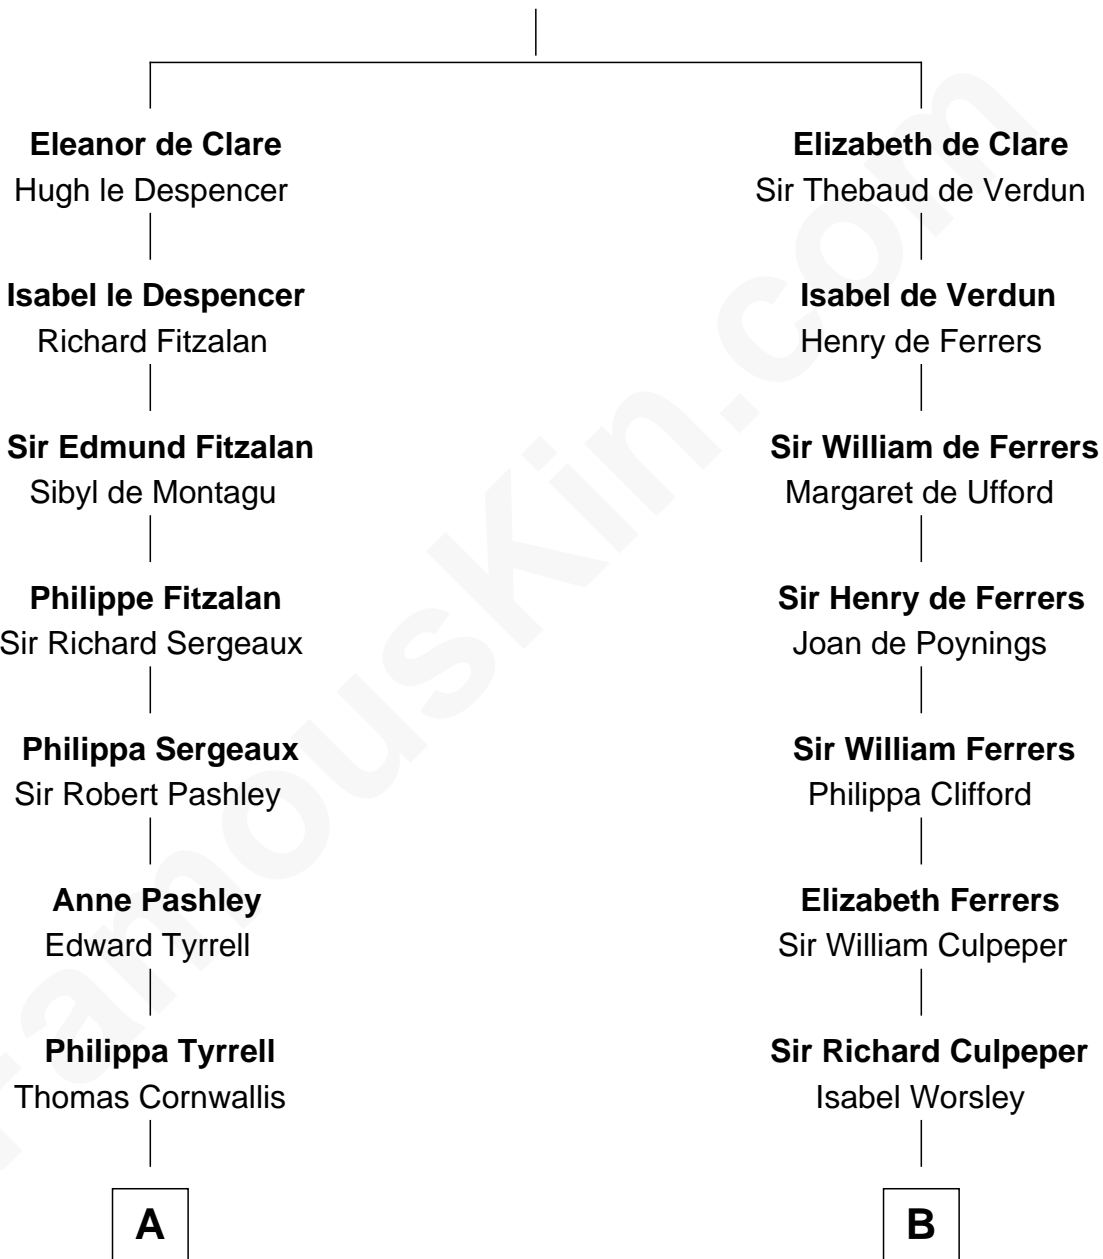 Eleanor de Clare
Hugh le Despencer
Isabel le Despencer
Richard Fitzalan
Sir Edmund Fitzalan
Sibyl de Montagu
Philippe Fitzalan
Sir Richard Sergeaux
Philippa Sergeaux
Sir Robert Pashley
Anne Pashley
Edward Tyrrell
Philippa Tyrrell
Thomas Cornwallis
A
Elizabeth de Clare
Sir Thebaud de Verdun
Isabel de Verdun
Henry de Ferrers
Sir William de Ferrers
Margaret de Ufford
Sir Henry de Ferrers
Joan de Poynings
Sir William Ferrers
Philippa Clifford
Elizabeth Ferrers
Sir William Culpeper
Sir Richard Culpeper
Isabel Worsley
B
FamousKin.com